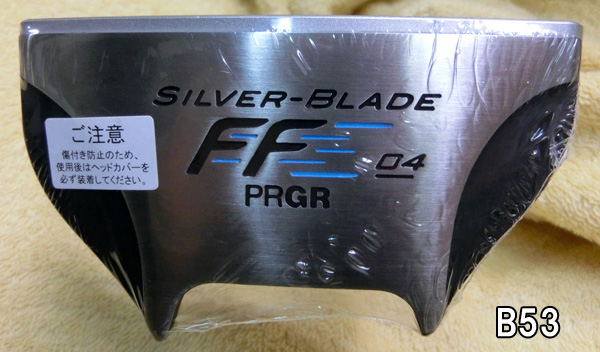 SILVER-BLADE
FF 04
PRGR
ご注意
傷付き防止のため、
使用後はヘッドカバーを
必ず装着してください。
B53